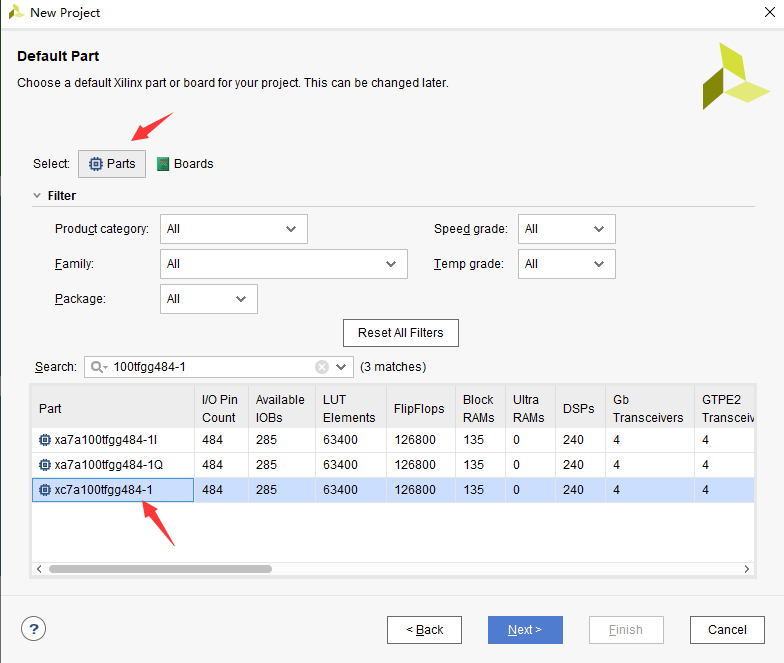 New Project
Default Part
Choose a default Xilinx part or board for your project. This can be changed later.
Select: Parts Boards
Filter
Product category: All Speed grade: All
Family: All Temp grade: All
Package: All
Reset All Filters
Search: 100tfgg484-1 (3 matches)
Part I/O Pin Count Available IOBs LUT Elements FlipFlops Block RAMs Ultra RAMs DSPs Gb Transceivers GTPE2 Transceiv
xa7a100tfgg484-1I 484 285 63400 126800 135 0 240 4 4
xa7a100tfgg484-1Q 484 285 63400 126800 135 0 240 4 4
xc7a100tfgg484-1 484 285 63400 126800 135 0 240 4 4
? < Back Next > Finish Cancel